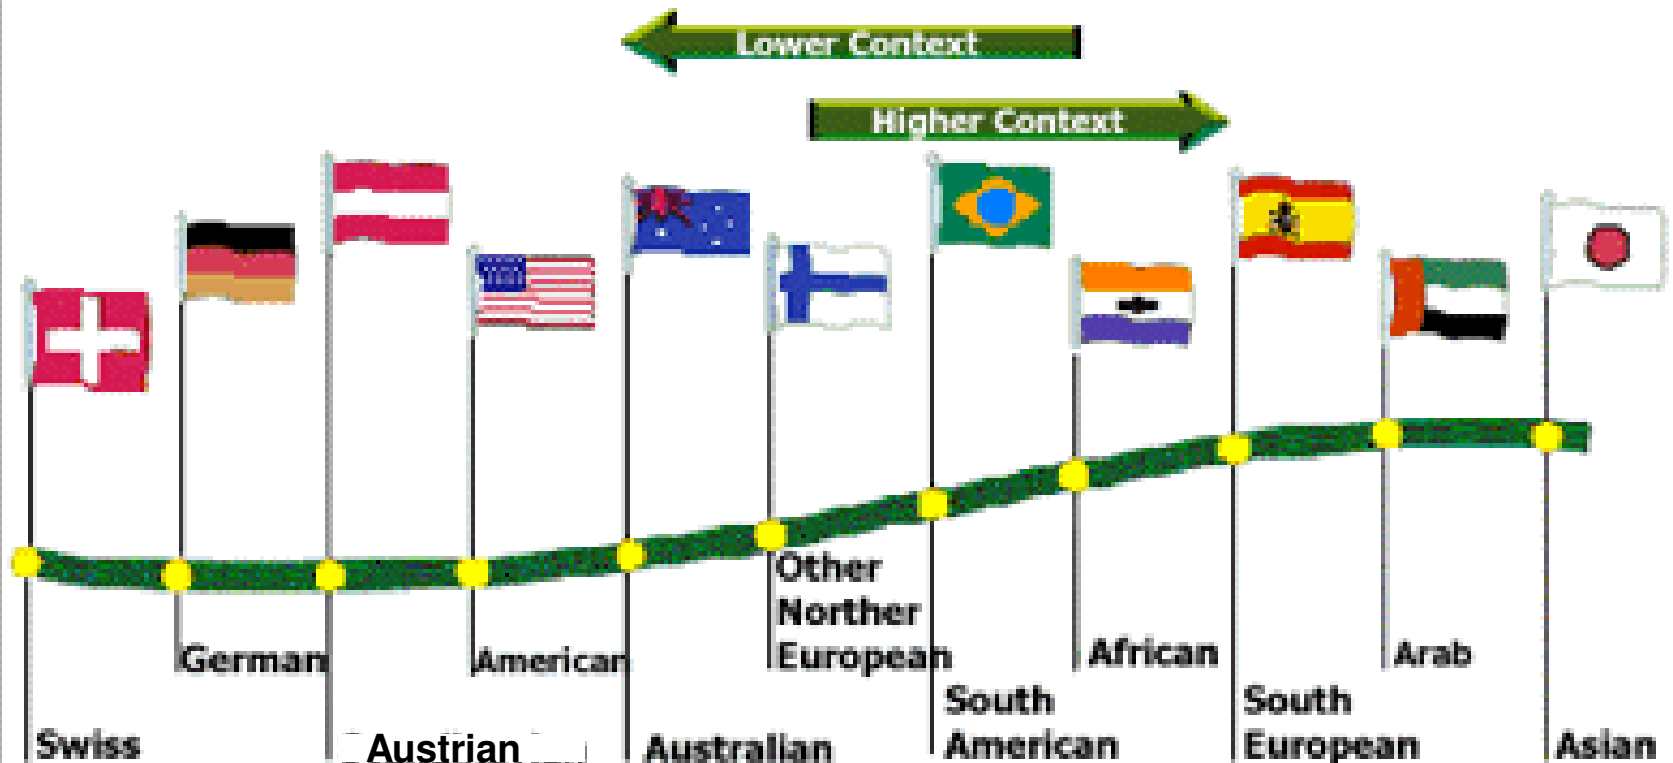 Lower Context
Higher Context
Other
Norther
European
German
American
African
Arab
South
American
South
European
Swiss
Austrian
Australian
Asian